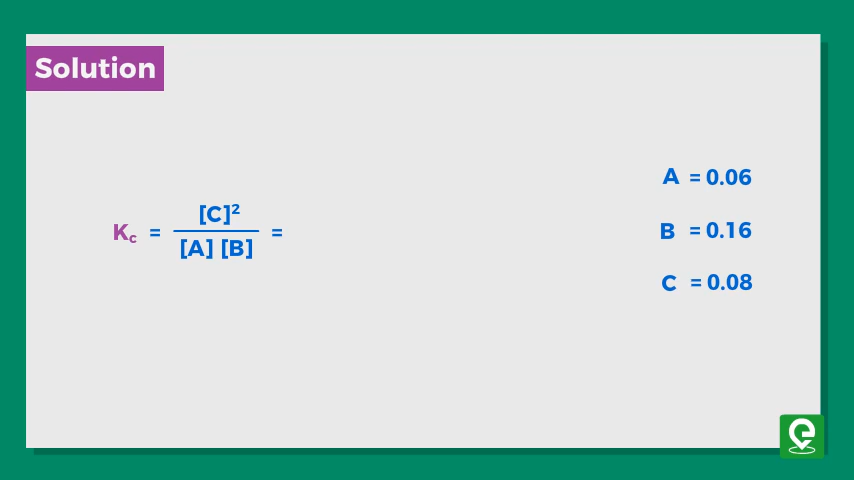 Solution
A = 0.06
Kc = [C]² / [A] [B] =
B = 0.16
C = 0.08